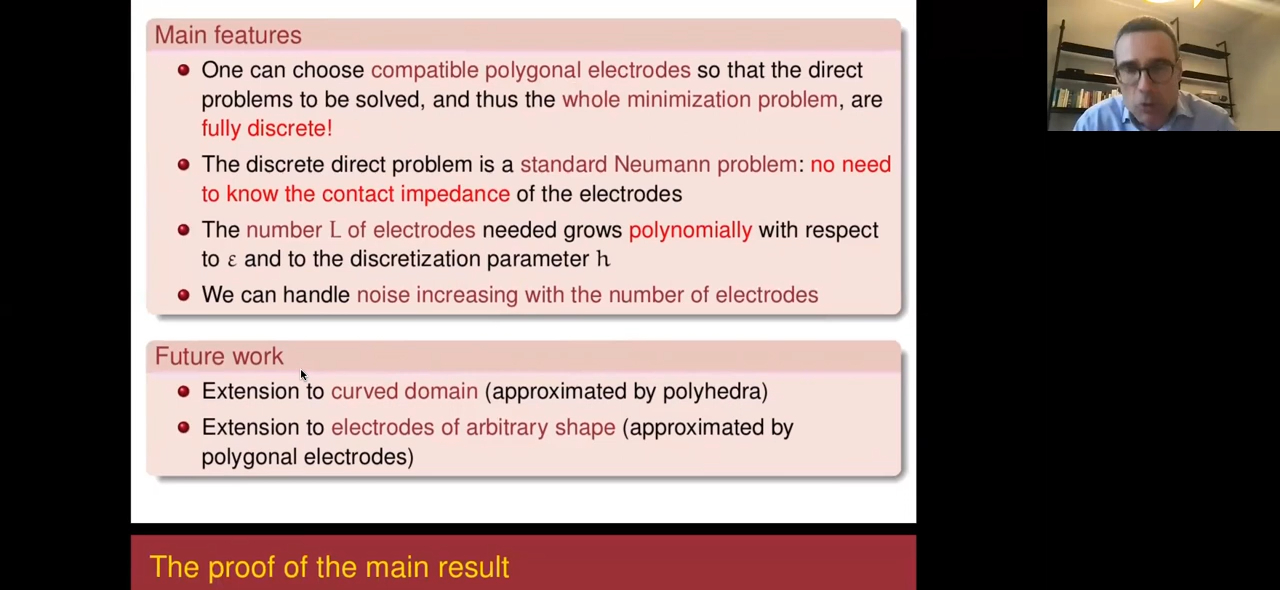 Main features
One can choose compatible polygonal electrodes so that the direct
problems to be solved, and thus the whole minimization problem, are
fully discrete!
The discrete direct problem is a standard Neumann problem: no need
to know the contact impedance of the electrodes
The number L of electrodes needed grows polynomially with respect
to ε and to the discretization parameter h
We can handle noise increasing with the number of electrodes
Future work
Extension to curved domain (approximated by polyhedra)
Extension to electrodes of arbitrary shape (approximated by
polygonal electrodes)
The proof of the main result